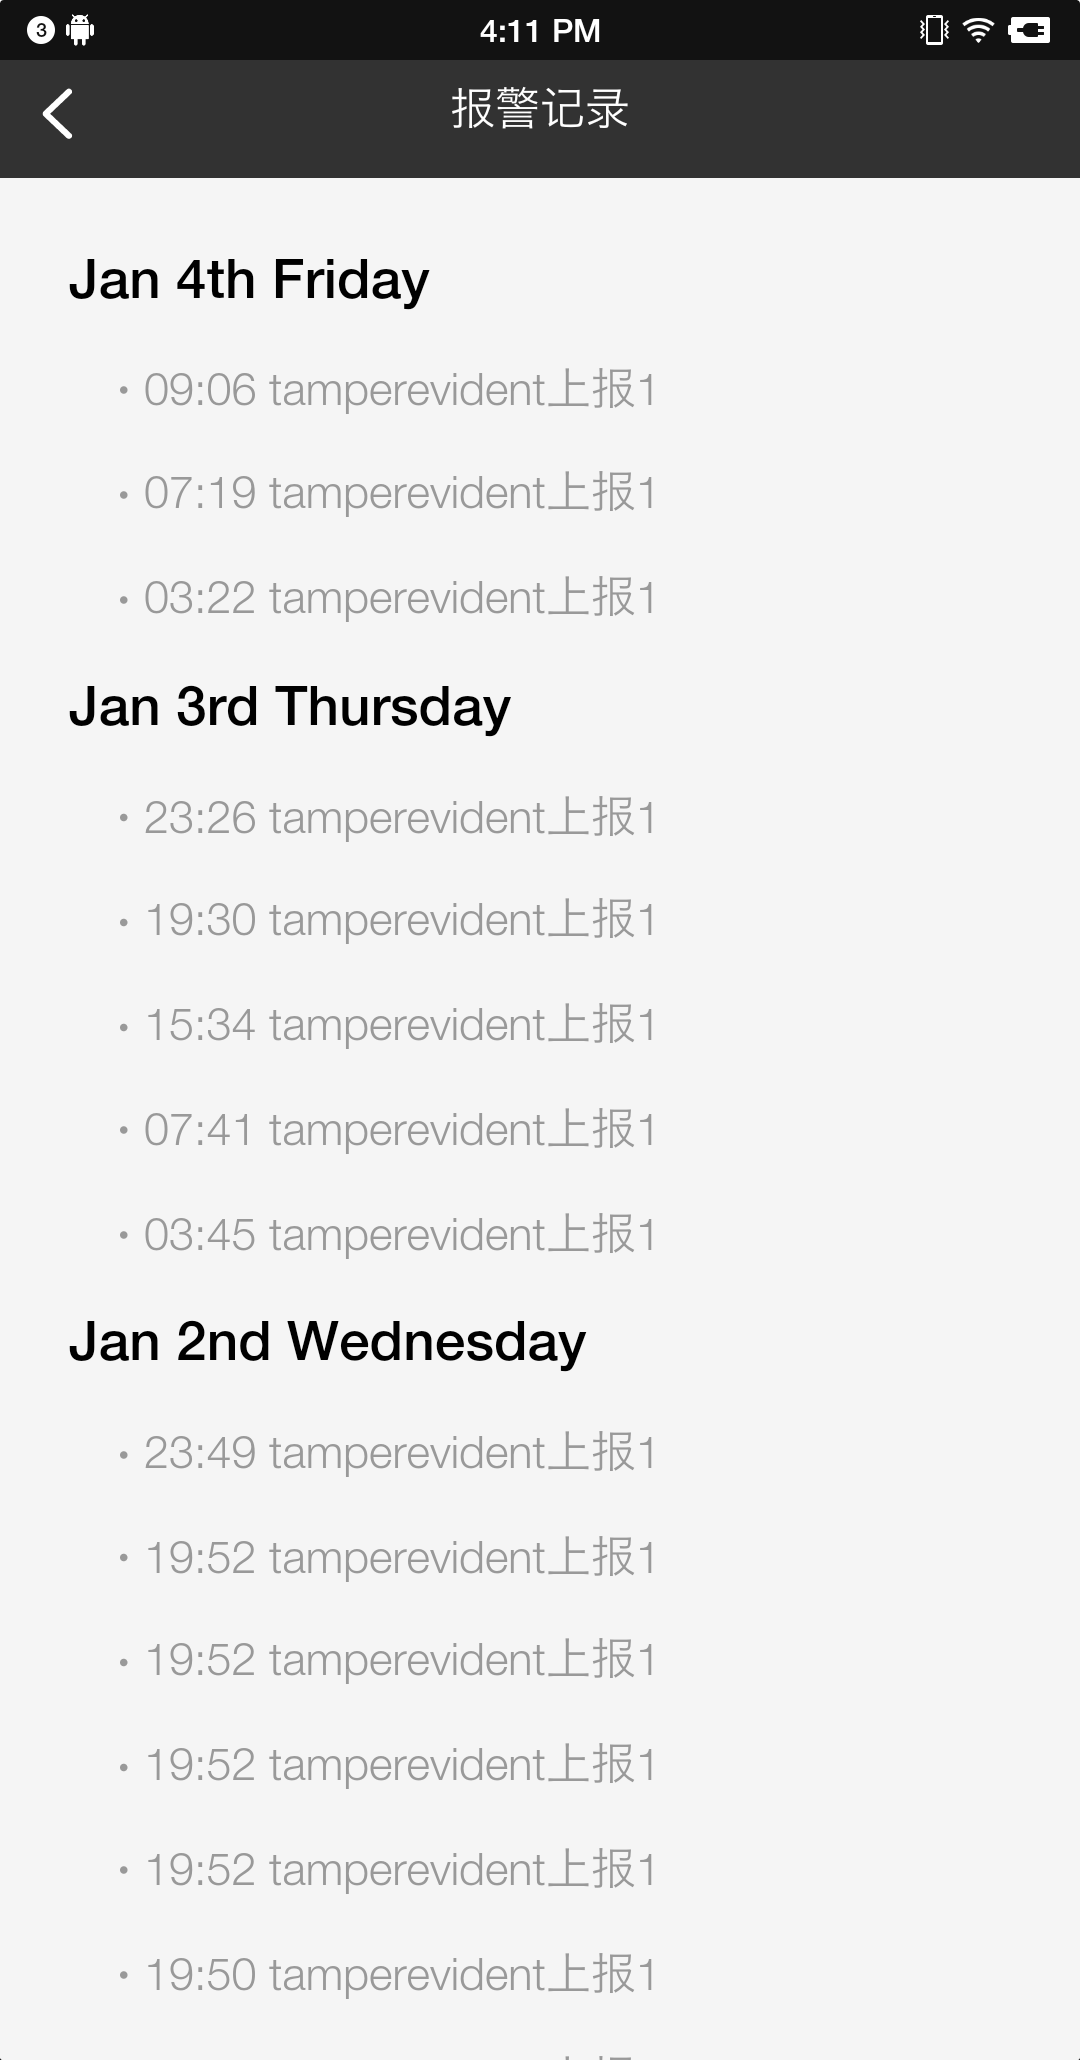 3
4:11 PM
报警记录
Jan 4th Friday
· 09:06 tamperevident上报1
· 07:19 tamperevident上报1
· 03:22 tamperevident上报1
Jan 3rd Thursday
· 23:26 tamperevident上报1
· 19:30 tamperevident上报1
· 15:34 tamperevident上报1
· 07:41 tamperevident上报1
· 03:45 tamperevident上报1
Jan 2nd Wednesday
· 23:49 tamperevident上报1
· 19:52 tamperevident上报1
· 19:52 tamperevident上报1
· 19:52 tamperevident上报1
· 19:52 tamperevident上报1
· 19:50 tamperevident上报1